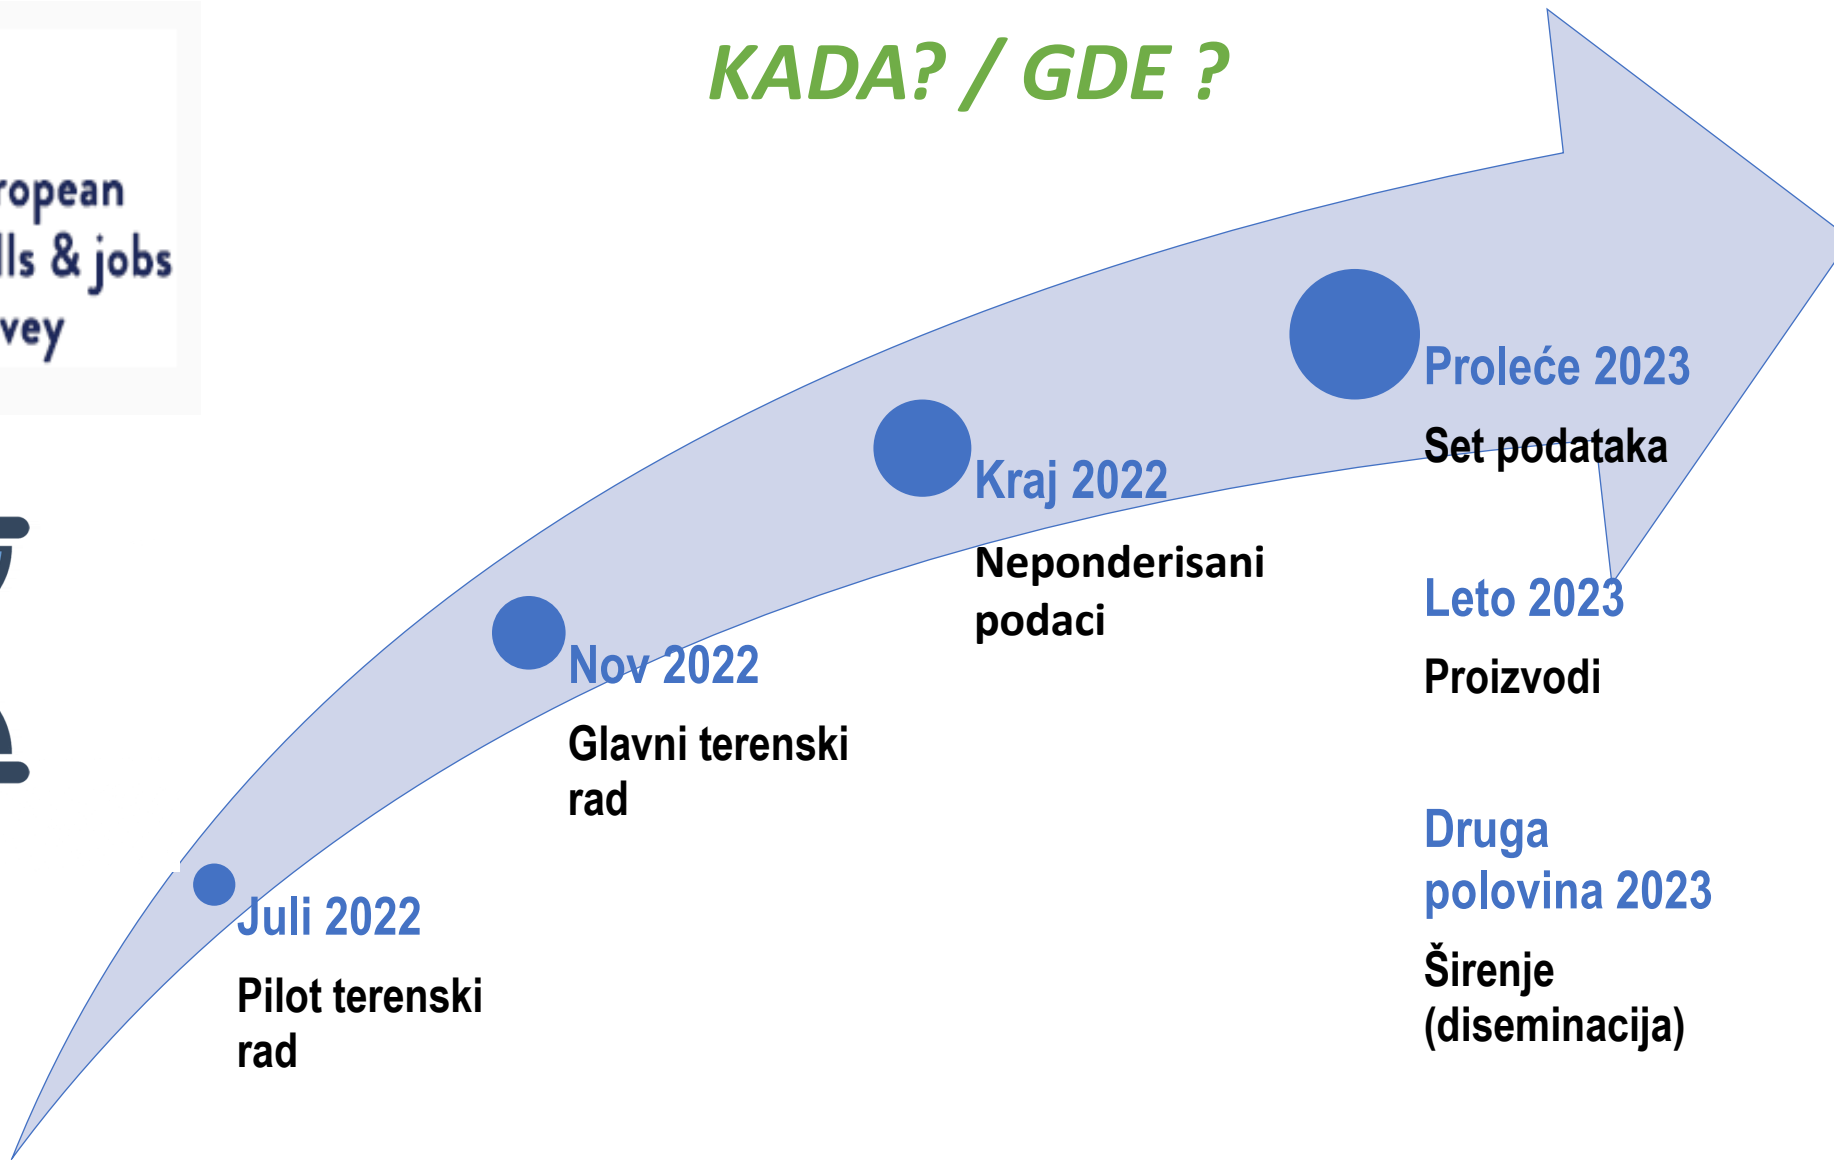 KADA? / GDE ?
ropean
lls & jobs
vey
Juli 2022
Pilot terenski
rad
Nov 2022
Glavni terenski
rad
Kraj 2022
Neponderisani
podaci
Proleće 2023
Set podataka
Leto 2023
Proizvodi
Druga
polovina 2023
Širenje
(diseminacija)